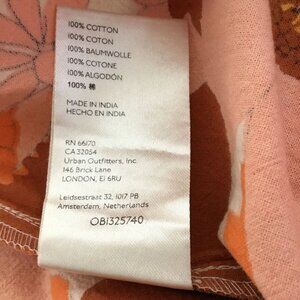 100% COTTON
100% COTON
100% BAUMWOLLE
100% COTONE
100% ALGODÓN
100% 棉
MADE IN INDIA
HECHO EN INDIA
RN 66170
CA 32054
Urban Outfitters, Inc.
146 Brick Lane
LONDON, E1 6RU
Leidsestraat 32, 1017 PB
Amsterdam, Netherlands
OB1325740